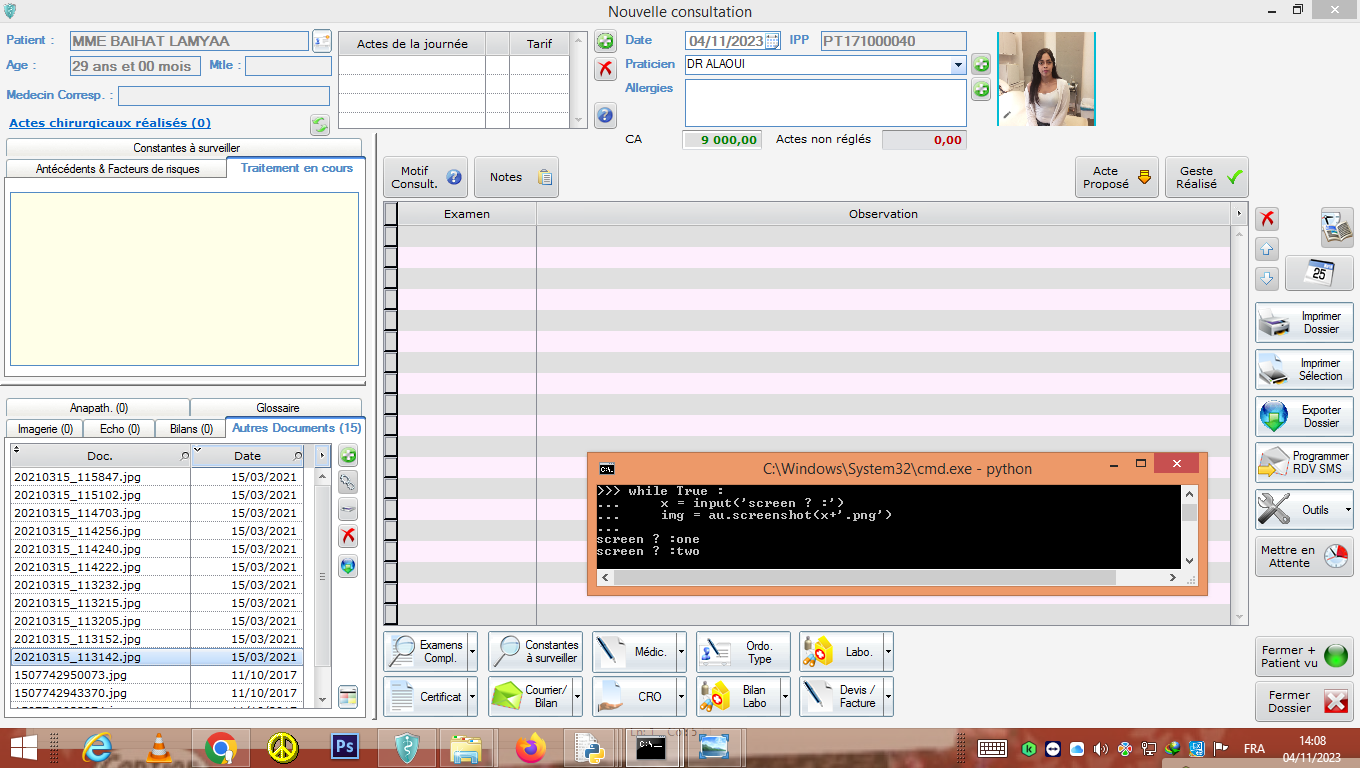 Nouvelle consultation
Patient : MME BAIHAT LAMYAA
Age : 29 ans et 00 mois Mtle :
Medecin Corresp. :
Actes chirurgicaux réalisés (0)
Actes de la journée Tarif
Date 04/11/2023 IPP PT171000040
Praticien DR ALAOUI
Allergies
CA 9 000,00 Actes non réglés 0,00
Constantes à surveiller
Antécédents & Facteurs de risques Traitement en cours
Motif
Consult.
Notes
Acte
Proposé
Geste
Réalisé
Examen Observation
25
Imprimer
Dossier
Imprimer
Sélection
Exporter
Dossier
Programmer
RDV SMS
Outils
Mettre en
Attente
Anapath. (0) Glossaire
Imagerie (0) Echo (0) Bilans (0) Autres Documents (15)
Doc. Date
20210315_115847.jpg 15/03/2021
20210315_115102.jpg 15/03/2021
20210315_114703.jpg 15/03/2021
20210315_114256.jpg 15/03/2021
20210315_114240.jpg 15/03/2021
20210315_114222.jpg 15/03/2021
20210315_113232.jpg 15/03/2021
20210315_113215.jpg 15/03/2021
20210315_113205.jpg 15/03/2021
20210315_113152.jpg 15/03/2021
20210315_113142.jpg 15/03/2021
1507742950073.jpg 11/10/2017
1507742943370.jpg 11/10/2017
C:\Windows\System32\cmd.exe - python
>>> while True :
... x = input('screen ? :')
... img = au.screenshot(x+'.png')
...
screen ? :one
screen ? :two
Examens
Compl.
Constantes
à surveiller
Médic.
Ordo.
Type
Labo.
Certificat
Courrier/
Bilan
CRO
Bilan
Labo
Devis /
Facture
Fermer +
Patient vu
Fermer
Dossier
Ps
C:\.
FRA
14:08
04/11/2023